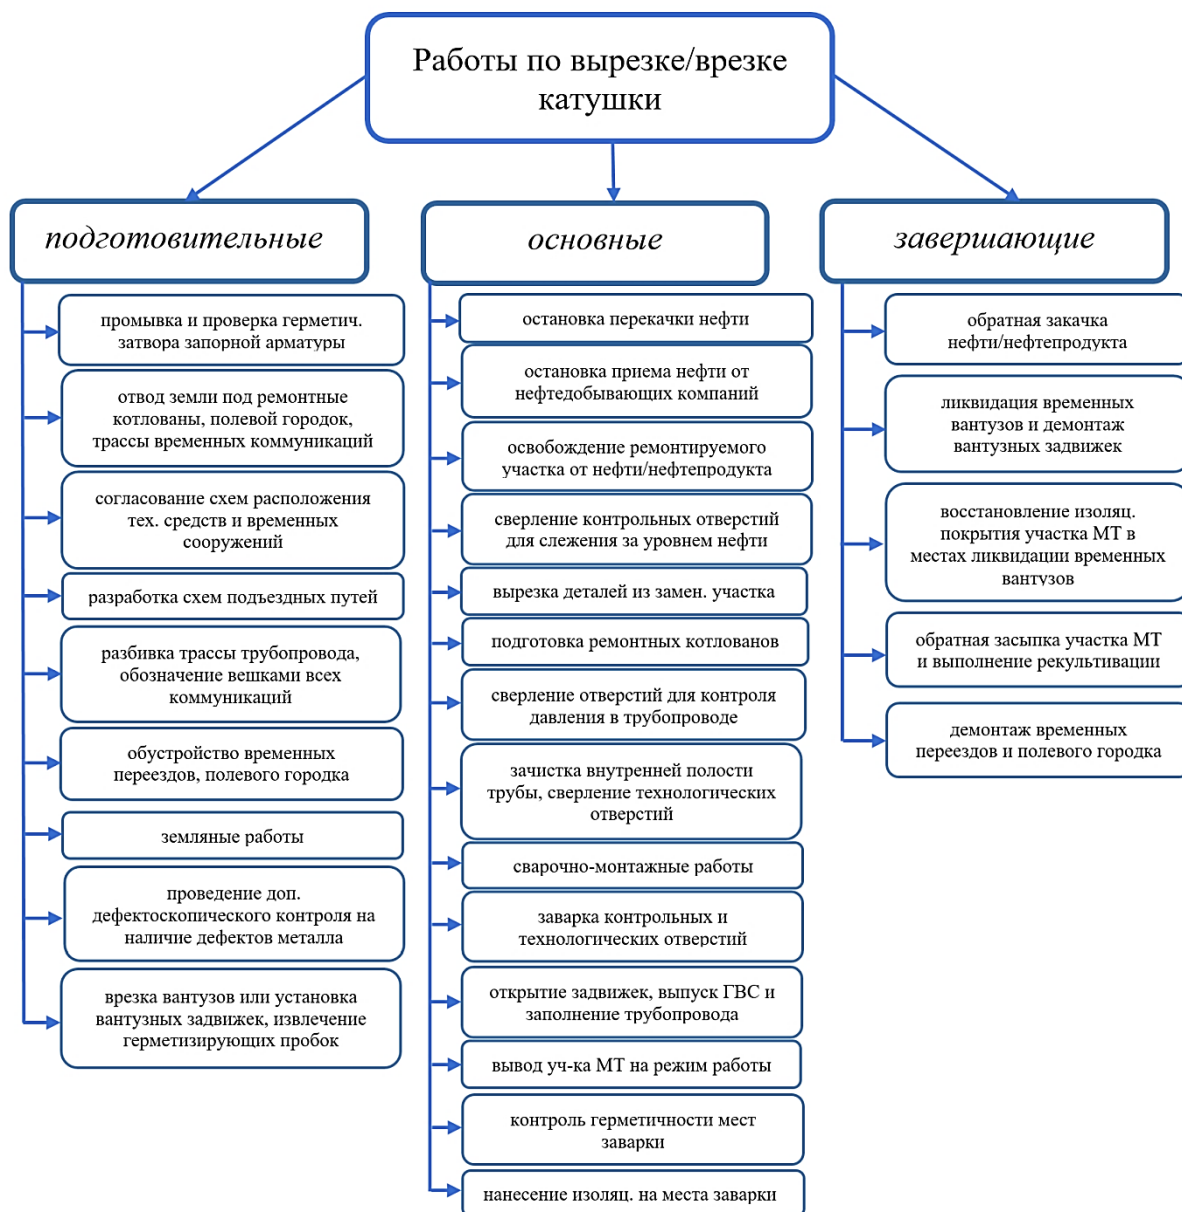 Работы по вырезке/врезке
катушки
подготовительные
промывка и проверка герметич.
затвора запорной арматуры
отвод земли под ремонтные
котлованы, полевой городок,
трассы временных коммуникаций
согласование схем расположения
тех. средств и временных
сооружений
разработка схем подъездных путей
разбивка трассы трубопровода,
обозначение вешками всех
коммуникаций
обустройство временных
переездов, полевого городка
земляные работы
проведение доп.
дефектоскопического контроля на
наличие дефектов металла
врезка вантузов или установка
вантузных задвижек, извлечение
герметизирующих пробок
основные
остановка перекачки нефти
остановка приема нефти от
нефтедобывающих компаний
освобождение ремонтируемого
участка от нефти/нефтепродукта
сверление контрольных отверстий
для слежения за уровнем нефти
вырезка деталей из замен. участка
подготовка ремонтных котлованов
сверление отверстий для контроля
давления в трубопроводе
зачистка внутренней полости
трубы, сверление технологических
отверстий
сварочно-монтажные работы
заварка контрольных и
технологических отверстий
открытие задвижек, выпуск ГВС и
заполнение трубопровода
вывод уч-ка МТ на режим работы
контроль герметичности мест
заварки
нанесение изоляц. на места заварки
завершающие
обратная закачка
нефти/нефтепродукта
ликвидация временных
вантузов и демонтаж
вантузных задвижек
восстановление изоляц.
покрытия участка МТ в
местах ликвидации временных
вантузов
обратная засыпка участка МТ
и выполнение рекультивации
демонтаж временных
переездов и полевого городка